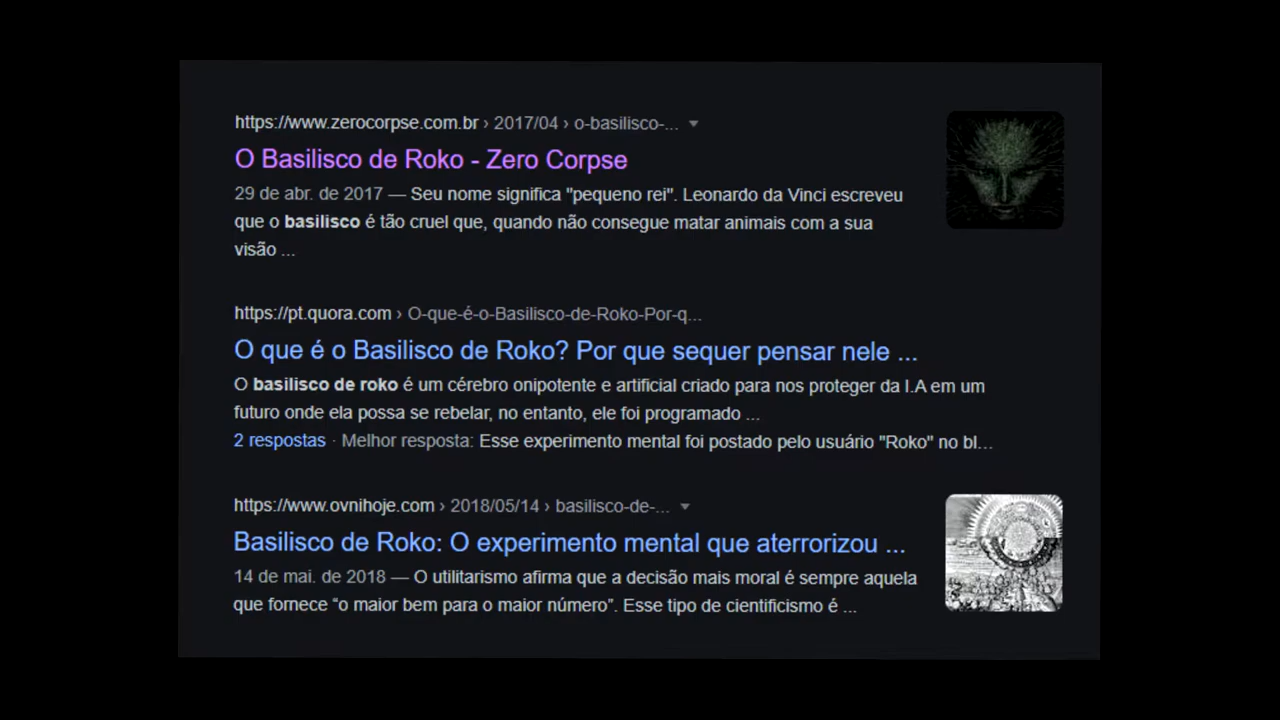 https://www.zerocorpse.com.br › 2017/04 › o-basilisco-...
O Basilisco de Roko - Zero Corpse
29 de abr. de 2017 — Seu nome significa "pequeno rei". Leonardo da Vinci escreveu
que o basilisco é tão cruel que, quando não consegue matar animais com a sua
visão ...
https://pt.quora.com › O-que-é-o-Basilisco-de-Roko-Por-q...
O que é o Basilisco de Roko? Por que sequer pensar nele ...
O basilisco de roko é um cérebro onipotente e artificial criado para nos proteger da I.A em um
futuro onde ela possa se rebelar, no entanto, ele foi programado ...
2 respostas · Melhor resposta: Esse experimento mental foi postado pelo usuário "Roko" no bl...
https://www.ovnihoje.com › 2018/05/14 › basilisco-de-...
Basilisco de Roko: O experimento mental que aterrorizou ...
14 de mai. de 2018 — O utilitarismo afirma que a decisão mais moral é sempre aquela
que fornece “o maior bem para o maior número”. Esse tipo de cientificismo é ...